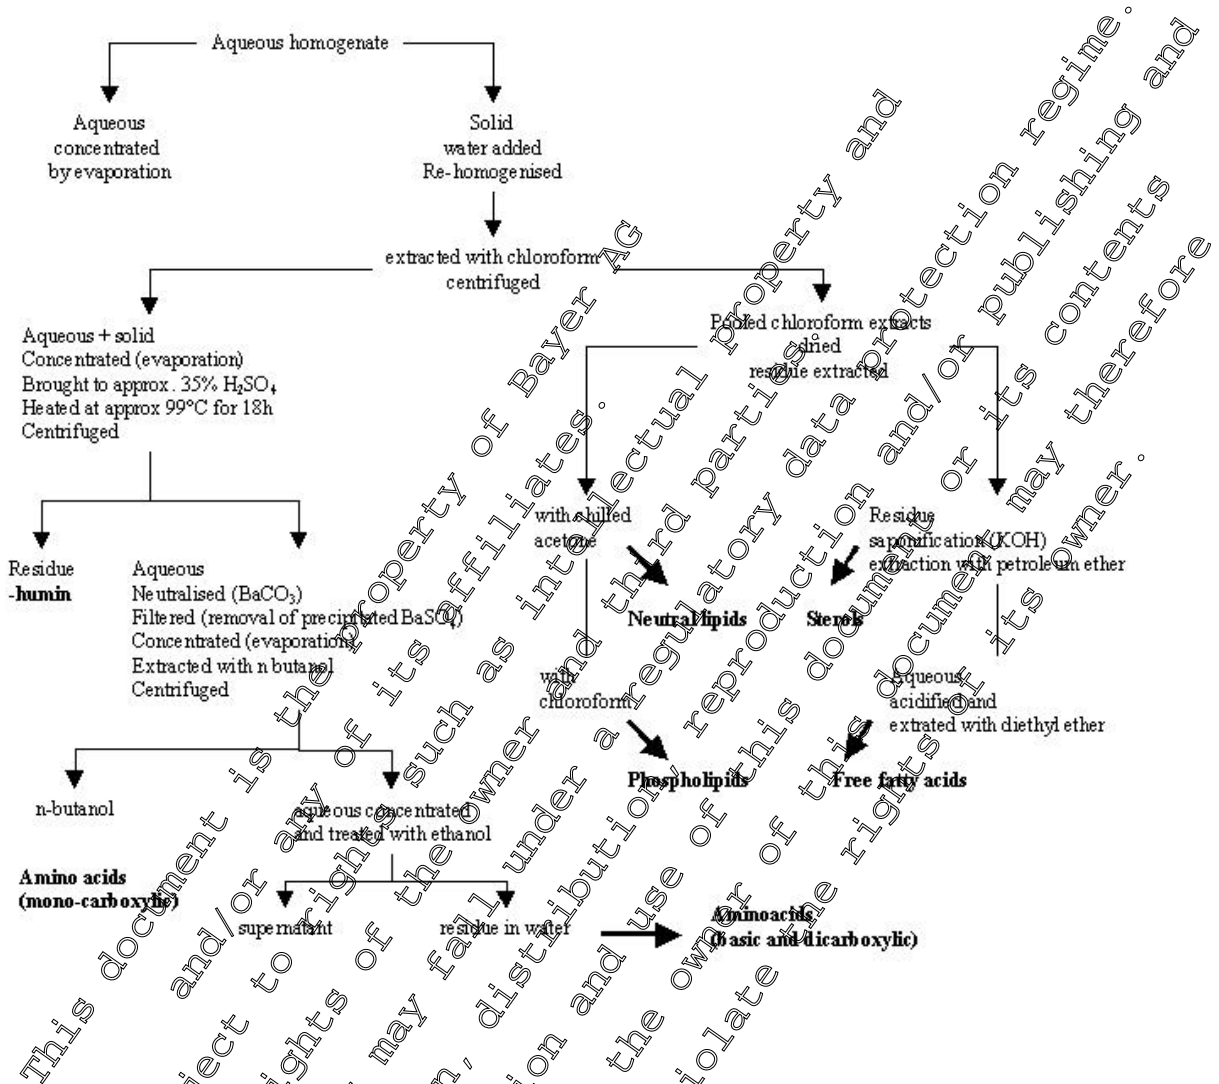 Aqueous homogenate
Aqueous
concentrated
by evaporation
Solid
water added
Re-homogenised
extracted with chloroform
centrifuged
Aqueous + solid
Concentrated (evaporation)
Brought to approx. 35% H₂SO₄
Heated at approx 99°C for 18h
Centrifuged
Pooled chloroform extracts
dried
residue extracted
with chilled
acetone
Residue
saponification (KOH)
extraction with petroleum ether
Residue
-humin
Aqueous
Neutralised (BaCO₃)
Filtered (removal of precipitated BaSO₄)
Concentrated (evaporation)
Extracted with n butanol
Centrifuged
Neutral lipids
Sterols
with
chloroform
Aqueous
acidified and
extrated with diethyl ether
Phospholipids
Free fatty acids
n-butanol
aqueous concentrated
and treated with ethanol
Amino acids
(mono-carboxylic)
supernatant
residue in water
Aminoacids
(basic and dicarboxylic)
This document is the property of Bayer AG
and/or any of its affiliates.
to rights such as intellectual property and
rights of the owner and third parties.
may fall under a regulatory data protection regime.
distribution, reproduction and/or publishing and
and use of this document or its contents
the owner of this document may therefore
violate the rights of its owner.